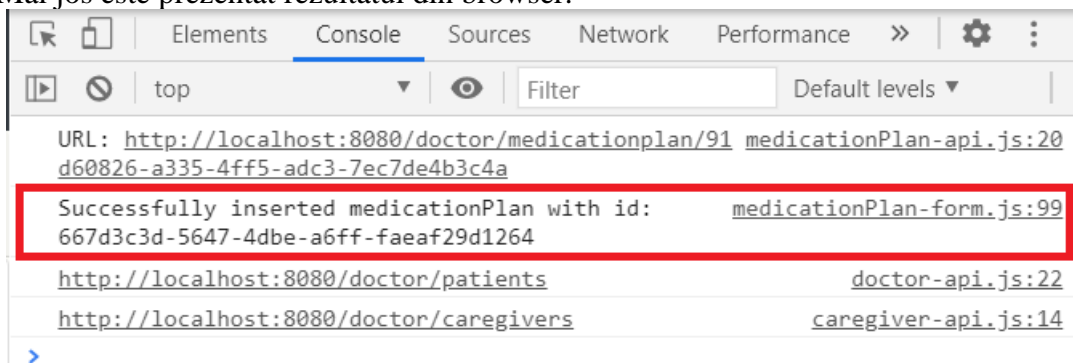 Mai jos este prezentat rezultatul din browser:
Elements Console Sources Network Performance »
top Filter Default levels
URL: http://localhost:8080/doctor/medicationplan/91 medicationPlan-api.js:20
d60826-a335-4ff5-adc3-7ec7de4b3c4a
Successfully inserted medicationPlan with id: medicationPlan-form.js:99
667d3c3d-5647-4dbe-a6ff-faeaf29d1264
http://localhost:8080/doctor/patients doctor-api.js:22
http://localhost:8080/doctor/caregivers caregiver-api.js:14
>